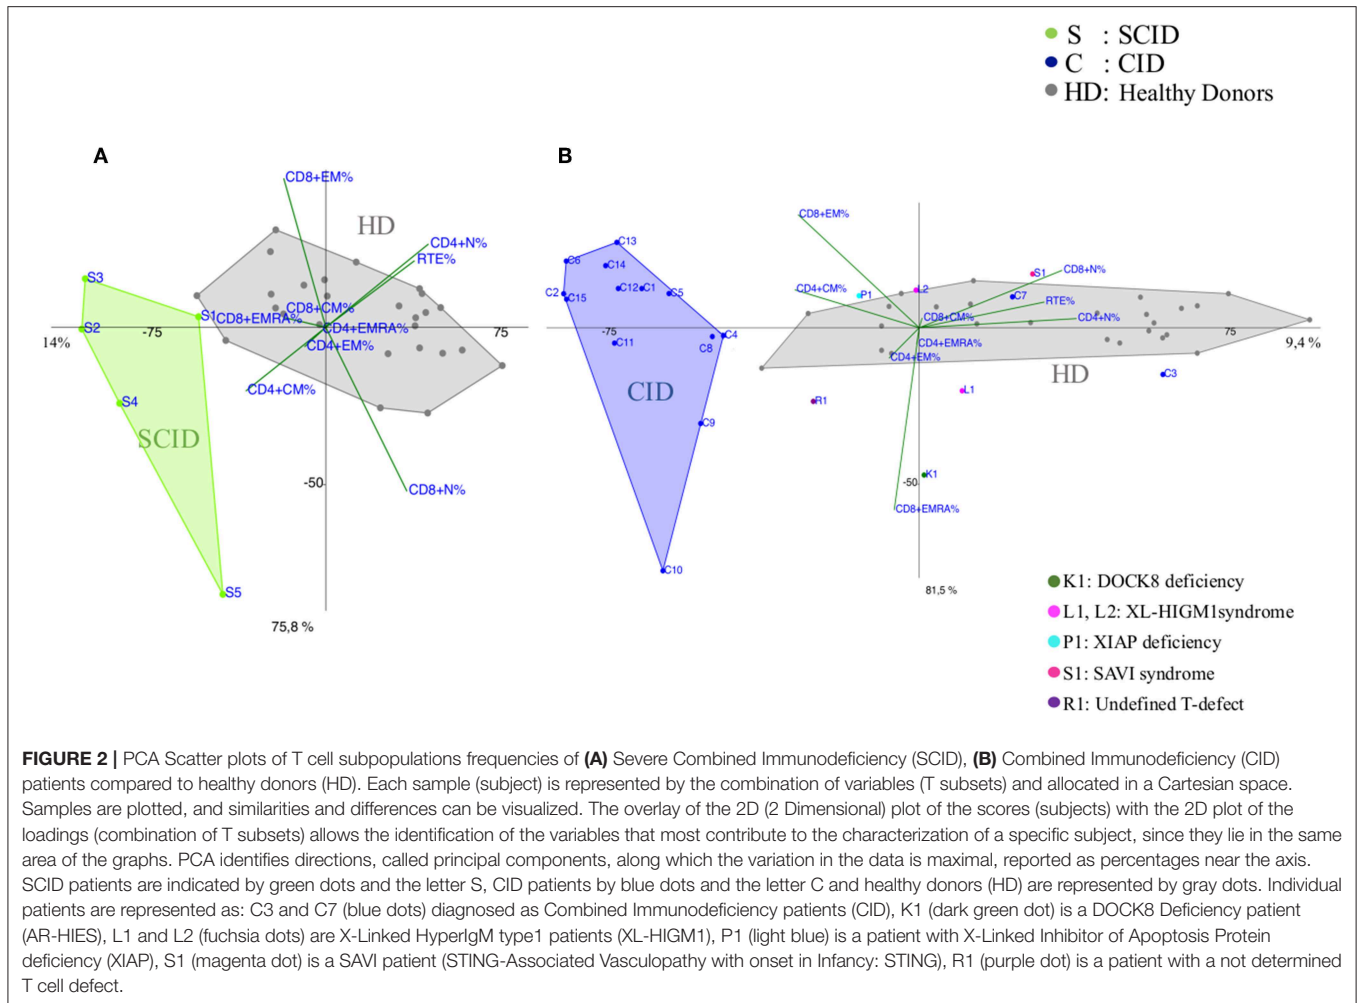 S : SCID
C : CID
HD: Healthy Donors
A
CD8+EM%
HD
CD4+N%
RTE%
S3
CD8+CM%
S1
CD8+EMRA%
CD4+EMRA%
S2
-75
75
14%
CD4+EM%
CD4+CM%
S4
SCID
-50
CD8+N%
S5
75,8 %
B
CD8+EM%
C13
C6
C14
S1
CD8+N%
C2
C15
C12
C1
C5
CD4+CM%
P1
L2
C7
RTE%
CD8+CM%
CD4+N%
-75
75
C4
C8
C11
CD4+EMRA%
9,4 %
CD4+EM%
HD
C3
CID
L1
R1
C9
K1
-50
CD8+EMRA%
C10
81,5 %
K1: DOCK8 deficiency
L1, L2: XL-HIGM1syndrome
P1: XIAP deficiency
S1: SAVI syndrome
R1: Undefined T-defect
FIGURE 2 | PCA Scatter plots of T cell subpopulations frequencies of (A) Severe Combined Immunodeficiency (SCID), (B) Combined Immunodeficiency (CID)
patients compared to healthy donors (HD). Each sample (subject) is represented by the combination of variables (T subsets) and allocated in a Cartesian space.
Samples are plotted, and similarities and differences can be visualized. The overlay of the 2D (2 Dimensional) plot of the scores (subjects) with the 2D plot of the
loadings (combination of T subsets) allows the identification of the variables that most contribute to the characterization of a specific subject, since they lie in the same
area of the graphs. PCA identifies directions, called principal components, along which the variation in the data is maximal, reported as percentages near the axis.
SCID patients are indicated by green dots and the letter S, CID patients by blue dots and the letter C and healthy donors (HD) are represented by gray dots. Individual
patients are represented as: C3 and C7 (blue dots) diagnosed as Combined Immunodeficiency patients (CID), K1 (dark green dot) is a DOCK8 Deficiency patient
(AR-HIES), L1 and L2 (fuchsia dots) are X-Linked HyperIgM type1 patients (XL-HIGM1), P1 (light blue) is a patient with X-Linked Inhibitor of Apoptosis Protein
deficiency (XIAP), S1 (magenta dot) is a SAVI patient (STING-Associated Vasculopathy with onset in Infancy: STING), R1 (purple dot) is a patient with a not determined
T cell defect.